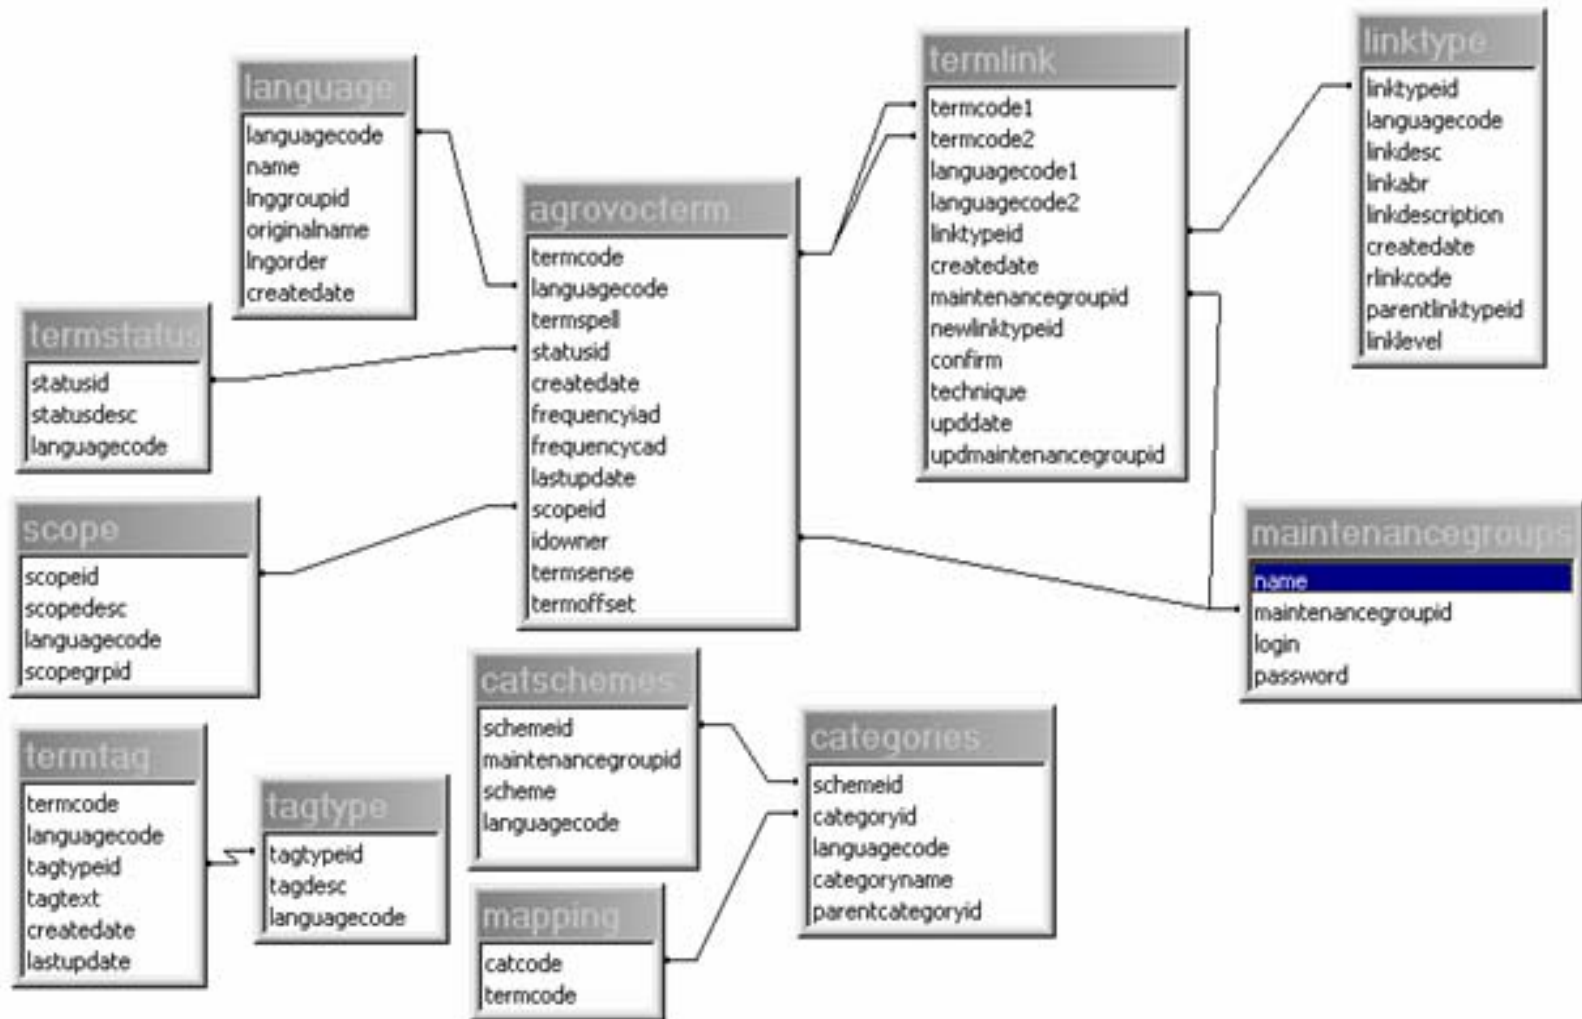 language
languagecode
name
lnggroupid
originalname
lngorder
createdate
termstatus
statusid
statusdesc
languagecode
scope
scopeid
scopedesc
languagecode
scopegrpid
termtag
termcode
languagecode
tagtypeid
tagtext
createdate
lastupdate
tagtype
tagtypeid
tagdesc
languagecode
agrovocterm
termcode
languagecode
termspell
statusid
createdate
frequencyiad
frequencycad
lastupdate
scopeid
idowner
termsense
termoffset
catschemes
schemeid
maintenancegroupid
scheme
languagecode
mapping
catcode
termcode
categories
schemeid
categoryid
languagecode
categoryname
parentcategoryid
termlink
termcode1
termcode2
languagecode1
languagecode2
linktypeid
createdate
maintenancegroupid
newlinktypeid
confirm
technique
upddate
updmaintenancegroupid
linktype
linktypeid
languagecode
linkdesc
linkabr
linkdescription
createdate
rlinkcode
parentlinktypeid
linklevel
maintenancegroups
name
maintenancegroupid
login
password